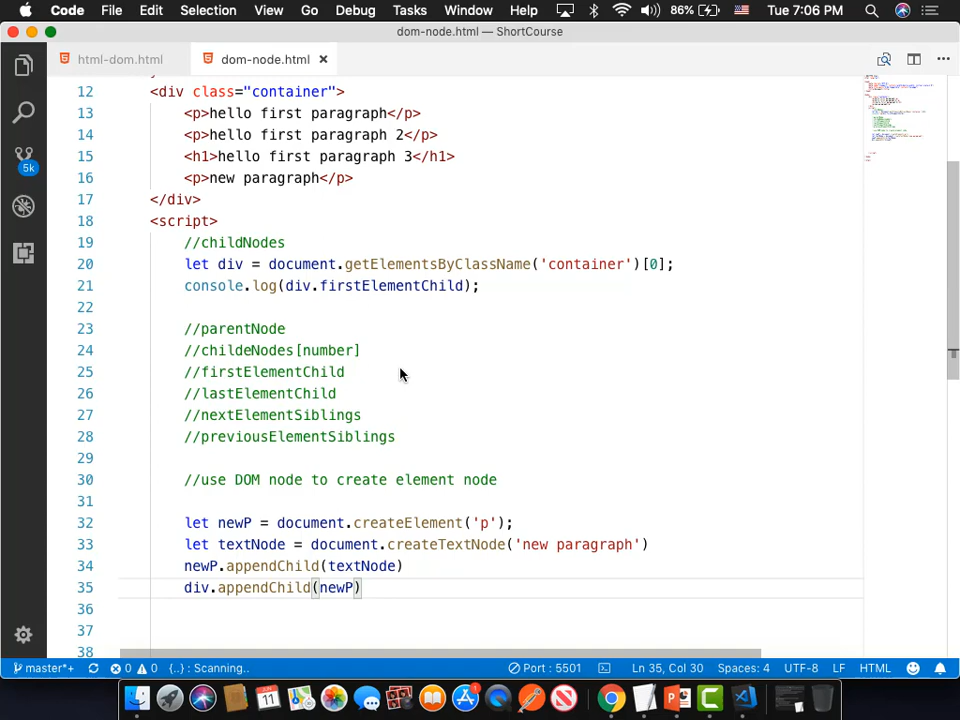 Code File Edit Selection View Go Debug Tasks Window Help 86% Tue 7:06 PM
dom-node.html — ShortCourse
html-dom.html dom-node.html ×
12 <div class="container">
13 <p>hello first paragraph</p>
14 <p>hello first paragraph 2</p>
15 <h1>hello first paragraph 3</h1>
16 <p>new paragraph</p>
17 </div>
18 <script>
19 //childNodes
20 let div = document.getElementsByClassName('container')[0];
21 console.log(div.firstElementChild);
22
23 //parentNode
24 //childeNodes[number]
25 //firstElementChild
26 //lastElementChild
27 //nextElementSiblings
28 //previousElementSiblings
29
30 //use DOM node to create element node
31
32 let newP = document.createElement('p');
33 let textNode = document.createTextNode('new paragraph')
34 newP.appendChild(textNode)
35 div.appendChild(newP)
36
37
38
5k
master*+ 0 0 {..} : Scanning.. Port : 5501 Ln 35, Col 30 Spaces: 4 UTF-8 LF HTML
11